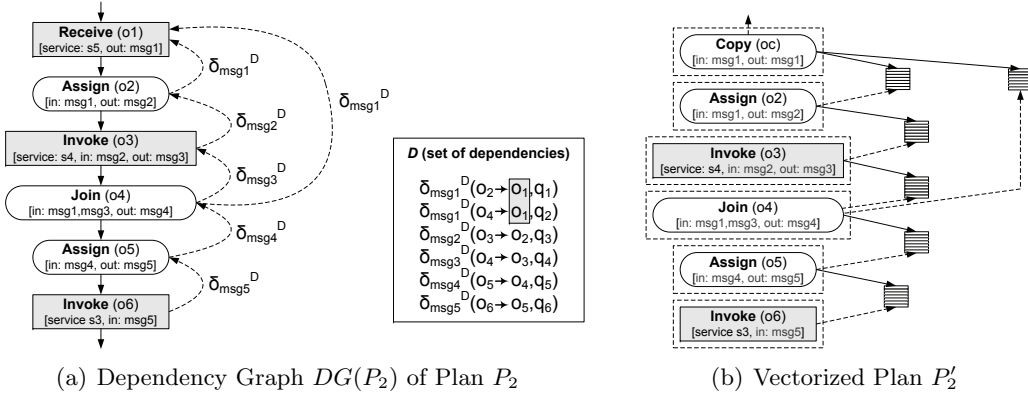 Receive (o1)
[service: s5, out: msg1]
δmsg1D
Assign (o2)
[in: msg1, out: msg2]
δmsg1D
δmsg2D
Invoke (o3)
[service: s4, in: msg2, out: msg3]
δmsg3D
Join (o4)
[in: msg1,msg3, out: msg4]
δmsg4D
Assign (o5)
[in: msg4, out: msg5]
δmsg5D
Invoke (o6)
[service s3, in: msg5]
D (set of dependencies)
δmsg1D(o2→o1,q1)
δmsg1D(o4→o1,q2)
δmsg2D(o3→o2,q3)
δmsg3D(o4→o3,q4)
δmsg4D(o5→o4,q5)
δmsg5D(o6→o5,q6)
Copy (oc)
[in: msg1, out: msg1]
Assign (o2)
[in: msg1, out: msg2]
Invoke (o3)
[service: s4, in: msg2, out: msg3]
Join (o4)
[in: msg1,msg3, out: msg4]
Assign (o5)
[in: msg4, out: msg5]
Invoke (o6)
[service s3, in: msg5]
(a) Dependency Graph DG(P2) of Plan P2
(b) Vectorized Plan P′2